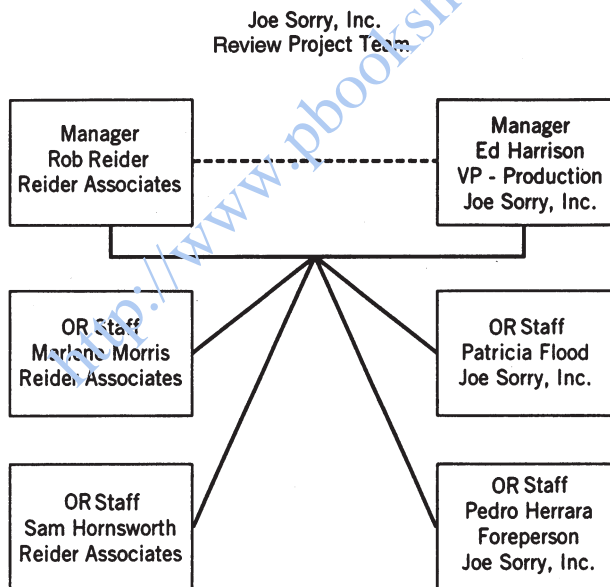 Joe Sorry, Inc.
Review Project Team
Manager
Rob Reider
Reider Associates
Manager
Ed Harrison
VP - Production
Joe Sorry, Inc.
OR Staff
Marlene Morris
Reider Associates
OR Staff
Patricia Flood
Joe Sorry, Inc.
OR Staff
Sam Hornsworth
Reider Associates
OR Staff
Pedro Herrara
Foreperson
Joe Sorry, Inc.